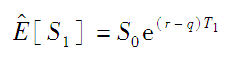 Ê[S₁] = S₀e^{(r−q)T₁}